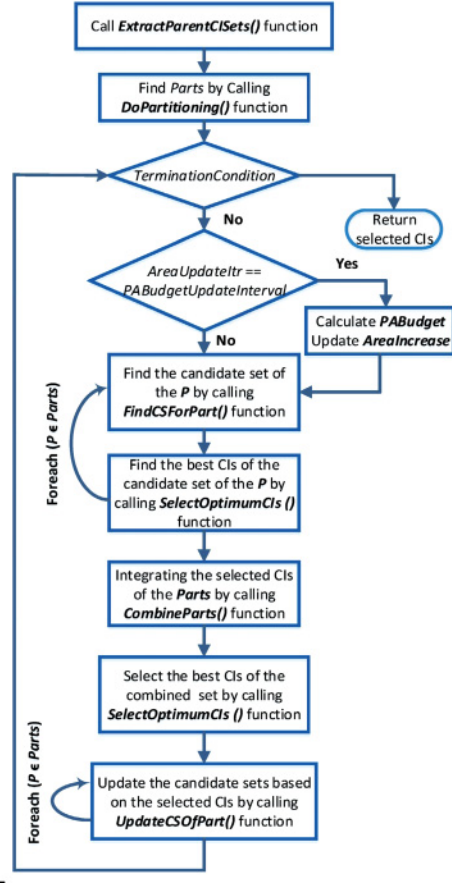 Call ExtractParentCISets() function
Find Parts by Calling
DoPartitioning() function
TerminationCondition
No
Return
selected CIs
AreaUpdateItr ==
PABudgetUpdateInterval
Yes
Calculate PABudget
Update AreaIncrease
No
Find the candidate set of
the P by calling
FindCSForPart() function
Foreach (P ϵ Parts)
Find the best CIs of the
candidate set of the P by
calling SelectOptimumCIs ()
function
Integrating the selected CIs
of the Parts by calling
CombineParts() function
Select the best CIs of the
combined set by calling
SelectOptimumCIs () function
Foreach (P ϵ Parts)
Update the candidate sets based
on the selected CIs by calling
UpdateCSOfPart() function